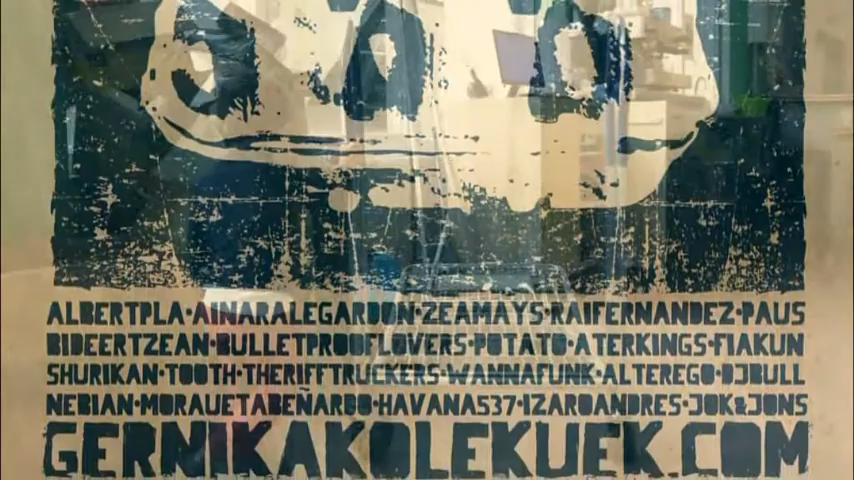 ALBERTPLA·AINARALEGARDON·ZEAMAYS·RAIFERNANDEZ·PAUS
BIDEERTZEAN·BULLETPROOFLOVERS·POTATO·ATERKINGS·FIAKUN
SHURIKAN·TOOTH·THERIFFTRUCKERS·WANNAFUNK·ALTEREGO·DJBULL
NEBIAN·MORAUETABEÑARDO·HAVANA537·IZAROANDRES·JOK&JONS
GERNIKAKOLEKUEK.COM